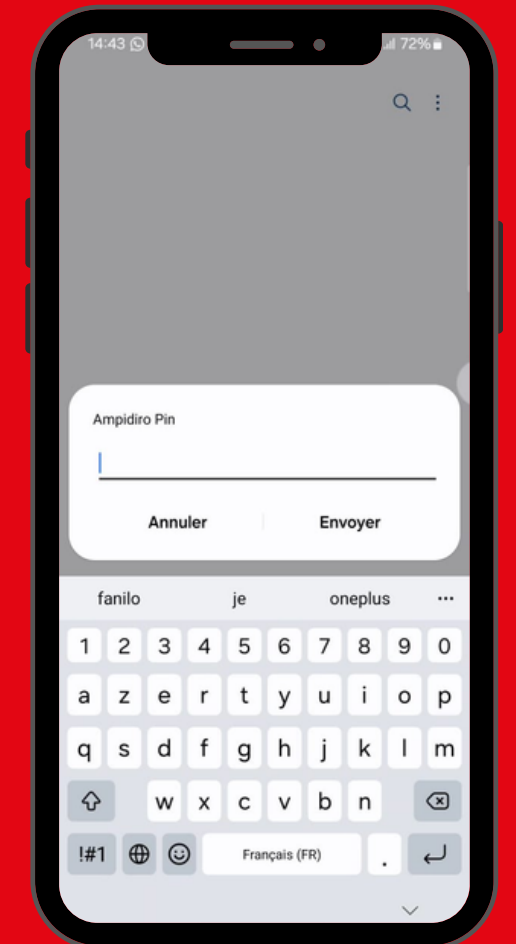 14:43 72%
Ampidiro Pin
Annuler Envoyer
fanilo je oneplus ...
1 2 3 4 5 6 7 8 9 0
a z e r t y u i o p
q s d f g h j k l m
w x c v b n
!#1 Français (FR) .